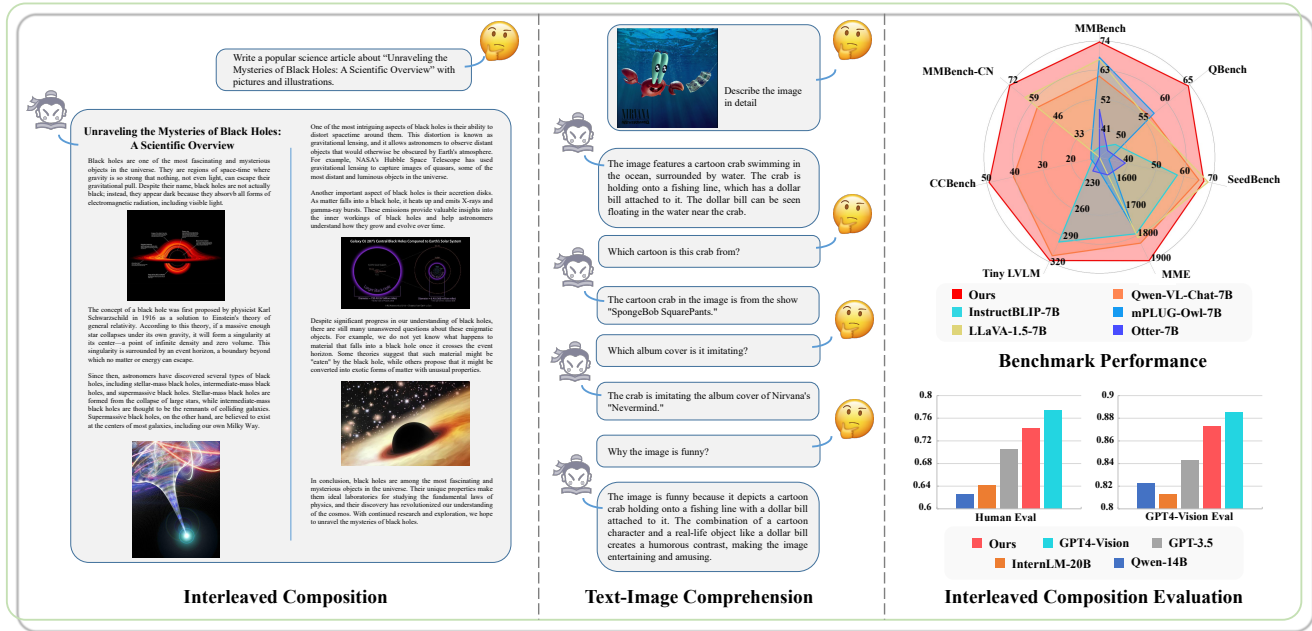 Write a popular science article about “Unraveling the
Mysteries of Black Holes: A Scientific Overview” with
pictures and illustrations.
Unraveling the Mysteries of Black Holes:
A Scientific Overview
Black holes are one of the most fascinating and mysterious
objects in the universe. They are regions of space-time where
gravity is so strong that nothing, not even light, can escape their
gravitational pull. Despite their name, black holes are not actually
black; instead, they appear dark because they absorvb all forms of
electromagnetic radiation, including visible light.
The concept of a black hole was first proposed by physicist Karl
Schwarzschild in 1916 as a solution to Einstein's theory of
general relativity. According to this theory, if a massive enough
star collapses under its own gravity, it will form a singularity at
its center—a point of infinite density and zero volume. This
singularity is surrounded by an event horizon, a boundary beyond
which no matter or energy can escape.
Since then, astronomers have discovered several types of black
holes, including stellar-mass black holes, intermediate-mass black
holes, and supermassive black holes. Stellar-mass black holes are
formed from the collapse of large stars, while intermediate-mass
black holes are thought to be the remnants of colliding galaxies.
Supermassive black holes, on the other hand, are believed to exist
at the centers of most galaxies, including our own Milky Way.
One of the most intriguing aspects of black holes is their ability to
distort spacetime around them. This distortion is known as
gravitational lensing, and it allows astronomers to observe distant
objects that would otherwise be obscured by Earth's atmosphere.
For example, NASA's Hubble Space Telescope has used
gravitational lensing to capture images of quasars, some of the
most distant and luminous objects in the universe.
Another important aspect of black holes is their accretion disks.
As matter falls into a black hole, it heats up and emits X-rays and
gamma-ray bursts. These emissions provide valuable insights into
the inner workings of black holes and help astronomers
understand how they grow and evolve over time.
Despite significant progress in our understanding of black holes,
there are still many unanswered questions about these enigmatic
objects. For example, we do not yet know what happens to
material that falls into a black hole once it crosses the event
horizon. Some theories suggest that such material might be
"eaten" by the black hole, while others propose that it might be
converted into exotic forms of matter with unusual properties.
In conclusion, black holes are among the most fascinating and
mysterious objects in the universe. Their unique properties make
them ideal laboratories for studying the fundamental laws of
physics, and their discovery has revolutionized our understanding
of the cosmos. With continued research and exploration, we hope
to unravel the mysteries of black holes.
Interleaved Composition
NIRVANA
Describe the image
in detail
The image features a cartoon crab swimming in
the ocean, surrounded by water. The crab is
holding onto a fishing line, which has a dollar
bill attached to it. The dollar bill can be seen
floating in the water near the crab.
Which cartoon is this crab from?
The cartoon crab in the image is from the show
"SpongeBob SquarePants."
Which album cover is it imitating?
The crab is imitating the album cover of Nirvana's
"Nevermind."
Why the image is funny?
The image is funny because it depicts a cartoon
crab holding onto a fishing line with a dollar bill
attached to it. The combination of a cartoon
character and a real-life object like a dollar bill
creates a humorous contrast, making the image
entertaining and amusing.
Text-Image Comprehension
MMBench
74
MMBench-CN
72
65
QBench
63
59
60
52
46
55
41
33
50
20
30
40
50
40
50
60
70
CCBench
SeedBench
230
1600
260
1700
290
1800
320
1900
Tiny LVLM
MME
Ours
Qwen-VL-Chat-7B
InstructBLIP-7B
mPLUG-Owl-7B
LLaVA-1.5-7B
Otter-7B
Benchmark Performance
0.8
0.76
0.72
0.68
0.64
0.6
Human Eval
0.9
0.88
0.86
0.84
0.82
0.8
GPT4-Vision Eval
Ours
GPT4-Vision
GPT-3.5
InternLM-20B
Qwen-14B
Interleaved Composition Evaluation